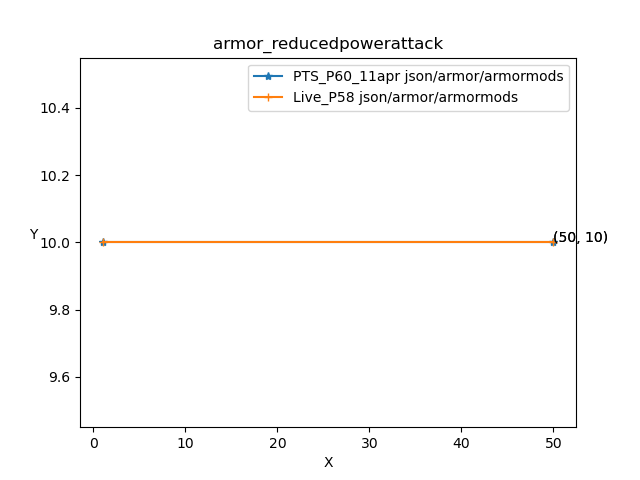 armor_reducedpowerattack
PTS_P60_11apr json/armor/armormods
Live_P58 json/armor/armormods
10.4
10.2
Y
10.0
(50, 10)
9.8
9.6
0 10 20 30 40 50
X